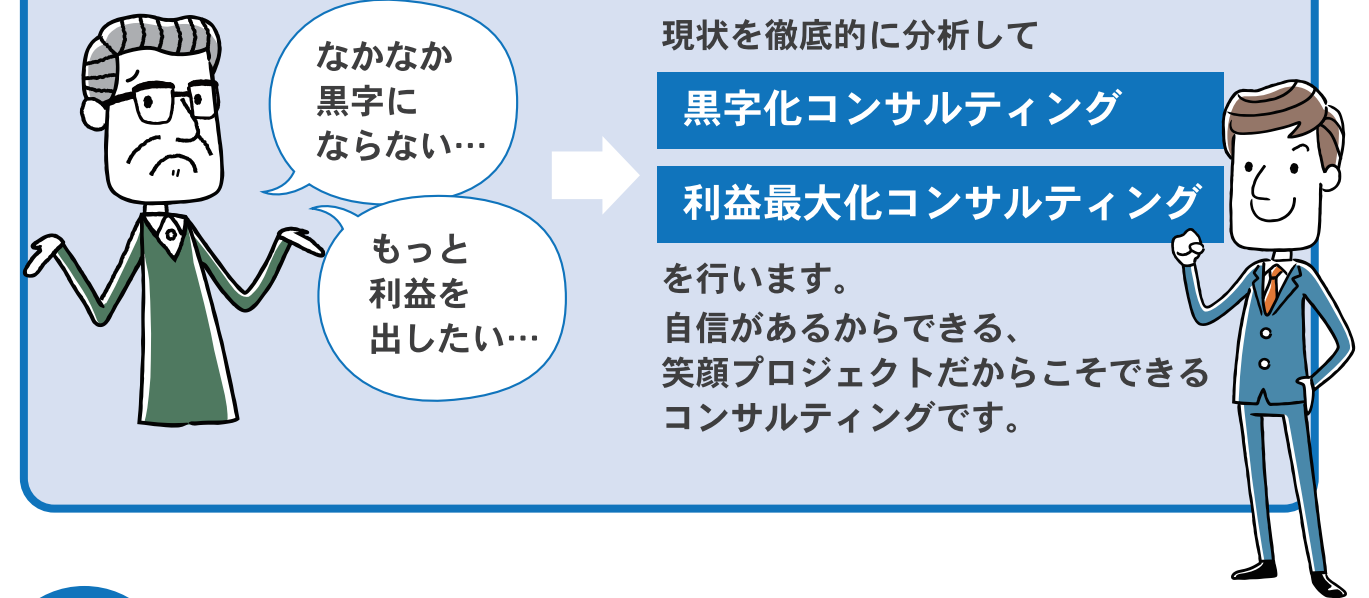 なかなか
黒字に
ならない…
もっと
利益を
出したい…
現状を徹底的に分析して
黒字化コンサルティング
利益最大化コンサルティング
を行います。
自信があるからできる、
笑顔プロジェクトだからこそできる
コンサルティングです。